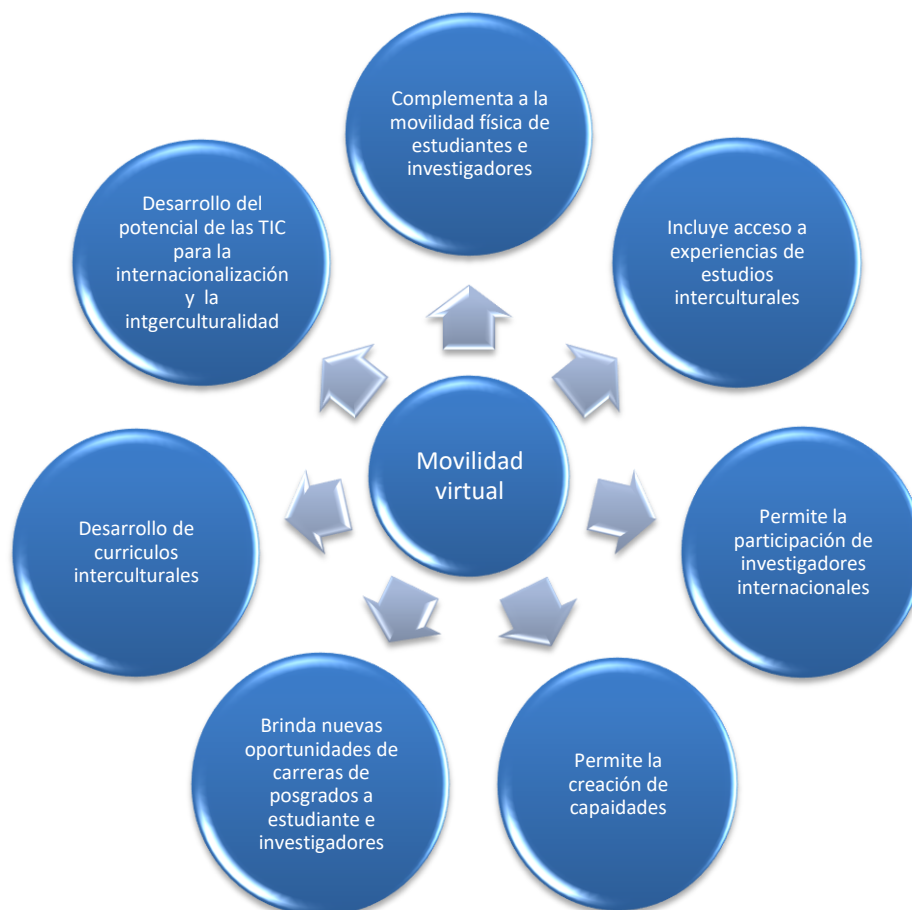 Complementa a la
movilidad física de
estudiantes e
investigadores
Incluye acceso a
experiencias de
estudios
interculturales
Permite la
participación de
investigadores
internacionales
Permite la
creación de
capaidades
Brinda nuevas
oportunidades de
carreras de
posgrados a
estudiante e
investigadores
Desarrollo de
curriculos
interculturales
Desarrollo del
potencial de las TIC
para la
internacionalización
y la
intgerculturalidad
Movilidad
virtual